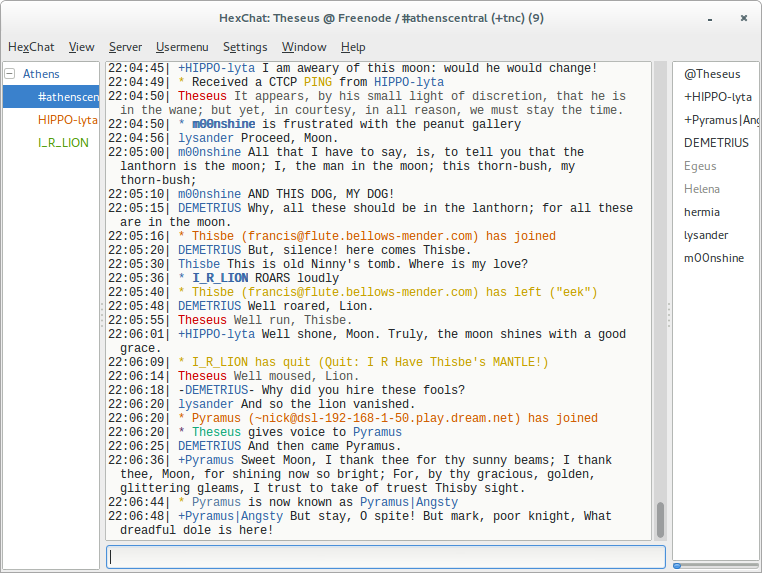 HexChat: Theseus @ Freenode / #athenscentral (+tnc) (9)
HexChat View Server Usermenu Settings Window Help
Athens
#athenscen
HIPPO-lyta
I_R_LION
22:04:45| +HIPPO-lyta I am aweary of this moon: would he would change!
22:04:49| * Received a CTCP PING from HIPPO-lyta
22:04:50| Theseus It appears, by his small light of discretion, that he is
in the wane; but yet, in courtesy, in all reason, we must stay the time.
22:04:50| * m00nshine is frustrated with the peanut gallery
22:04:56| lysander Proceed, Moon.
22:05:00| m00nshine All that I have to say, is, to tell you that the
lanthorn is the moon; I, the man in the moon; this thorn-bush, my
thorn-bush;
22:05:10| m00nshine AND THIS DOG, MY DOG!
22:05:15| DEMETRIUS Why, all these should be in the lanthorn; for all these
are in the moon.
22:05:16| * Thisbe (francis@flute.bellows-mender.com) has joined
22:05:20| DEMETRIUS But, silence! here comes Thisbe.
22:05:30| Thisbe This is old Ninny's tomb. Where is my love?
22:05:36| * I_R_LION ROARS loudly
22:05:40| * Thisbe (francis@flute.bellows-mender.com) has left ("eek")
22:05:48| DEMETRIUS Well roared, Lion.
22:05:55| Theseus Well run, Thisbe.
22:06:01| +HIPPO-lyta Well shone, Moon. Truly, the moon shines with a good
grace.
22:06:09| * I_R_LION has quit (Quit: I R Have Thisbe's MANTLE!)
22:06:14| Theseus Well moused, Lion.
22:06:18| -DEMETRIUS- Why did you hire these fools?
22:06:20| lysander And so the lion vanished.
22:06:20| * Pyramus (~nick@dsl-192-168-1-50.play.dream.net) has joined
22:06:20| * Theseus gives voice to Pyramus
22:06:25| DEMETRIUS And then came Pyramus.
22:06:36| +Pyramus Sweet Moon, I thank thee for thy sunny beams; I thank
thee, Moon, for shining now so bright; For, by thy gracious, golden,
glittering gleams, I trust to take of truest Thisby sight.
22:06:44| * Pyramus is now known as Pyramus|Angsty
22:06:48| +Pyramus|Angsty But stay, O spite! But mark, poor knight, What
dreadful dole is here!
@Theseus
+HIPPO-lyta
+Pyramus|Ang
DEMETRIUS
Egeus
Helena
hermia
lysander
m00nshine